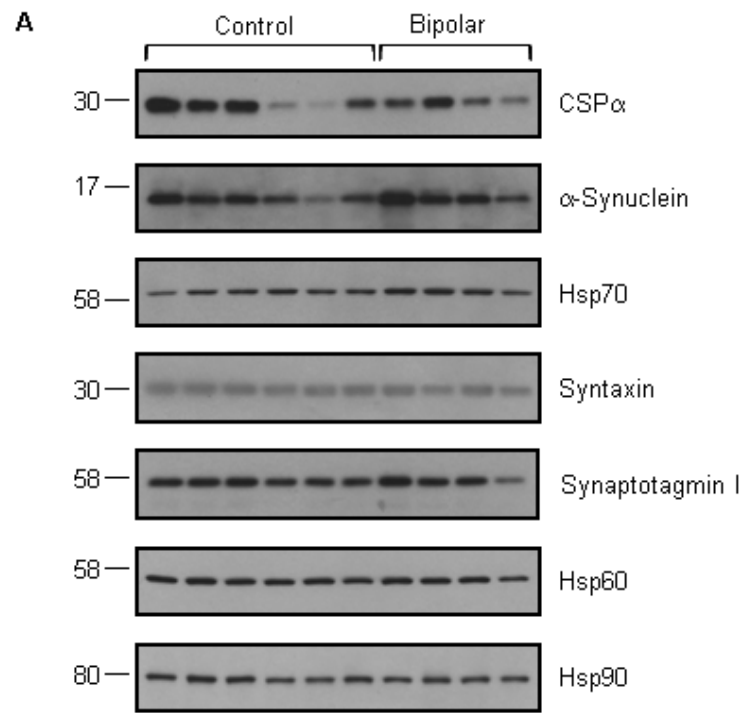 A
Control Bipolar
30 CSPα
17 α-Synuclein
58 Hsp70
30 Syntaxin
58 Synaptotagmin I
58 Hsp60
80 Hsp90